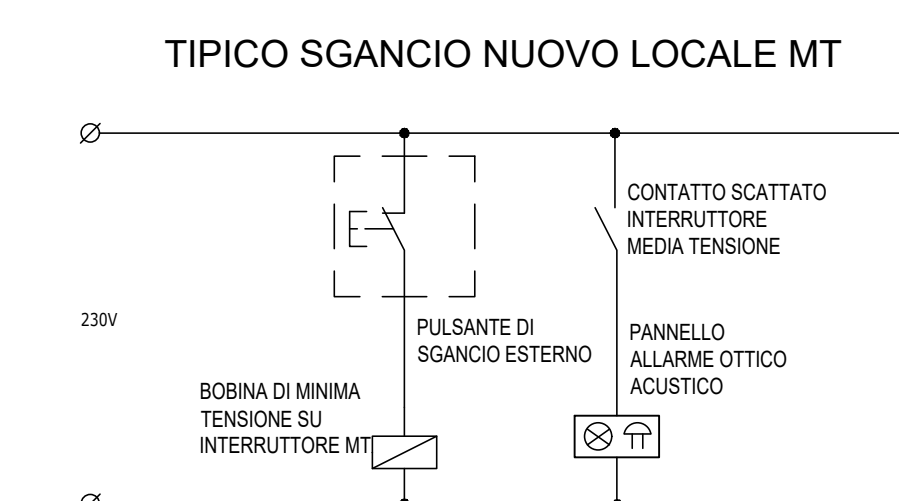 TIPICO SGANCIO NUOVO LOCALE MT
CONTATTO SCATTATO
INTERRUTTORE
MEDIA TENSIONE
230V
PULSANTE DI
SGANCIO ESTERNO
PANNELLO
ALLARME OTTICO
ACUSTICO
BOBINA DI MINIMA
TENSIONE SU
INTERRUTTORE MT